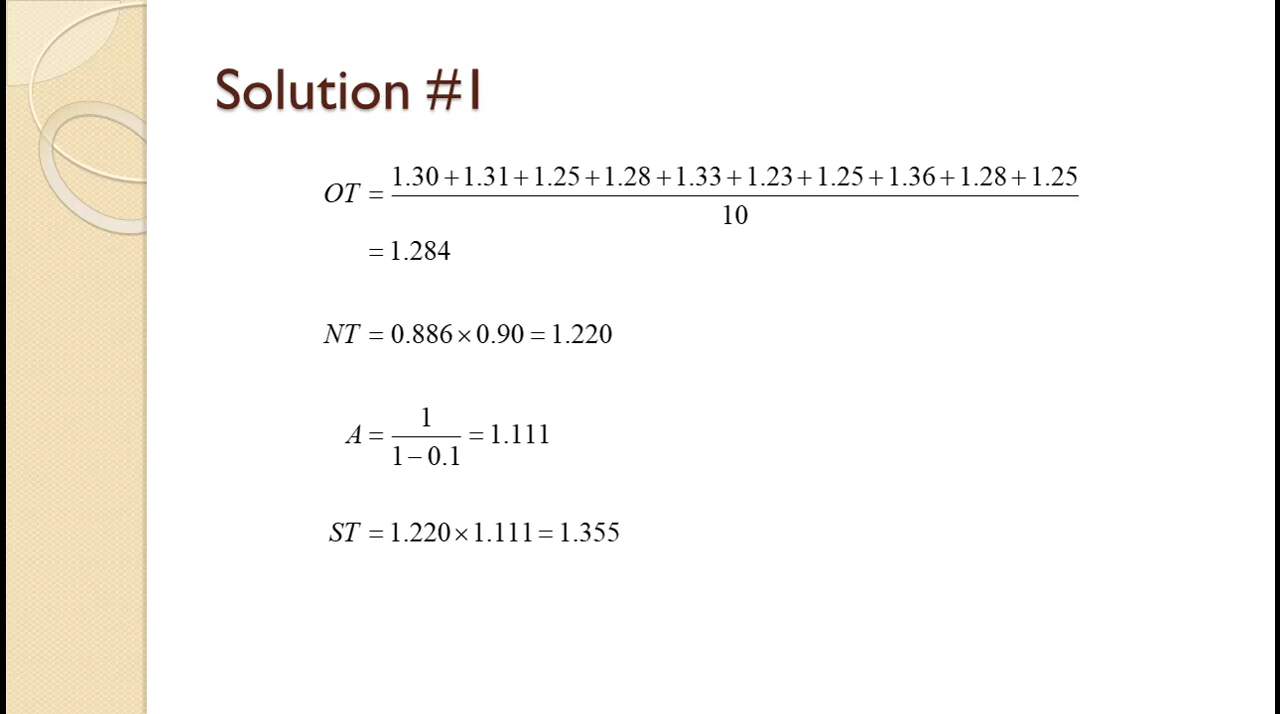 Solution #1
OT = 1.30 + 1.31 + 1.25 + 1.28 + 1.33 + 1.23 + 1.25 + 1.36 + 1.28 + 1.25
10
= 1.284
NT = 0.886 × 0.90 = 1.220
A = 1 / 1 − 0.1 = 1.111
ST = 1.220 × 1.111 = 1.355